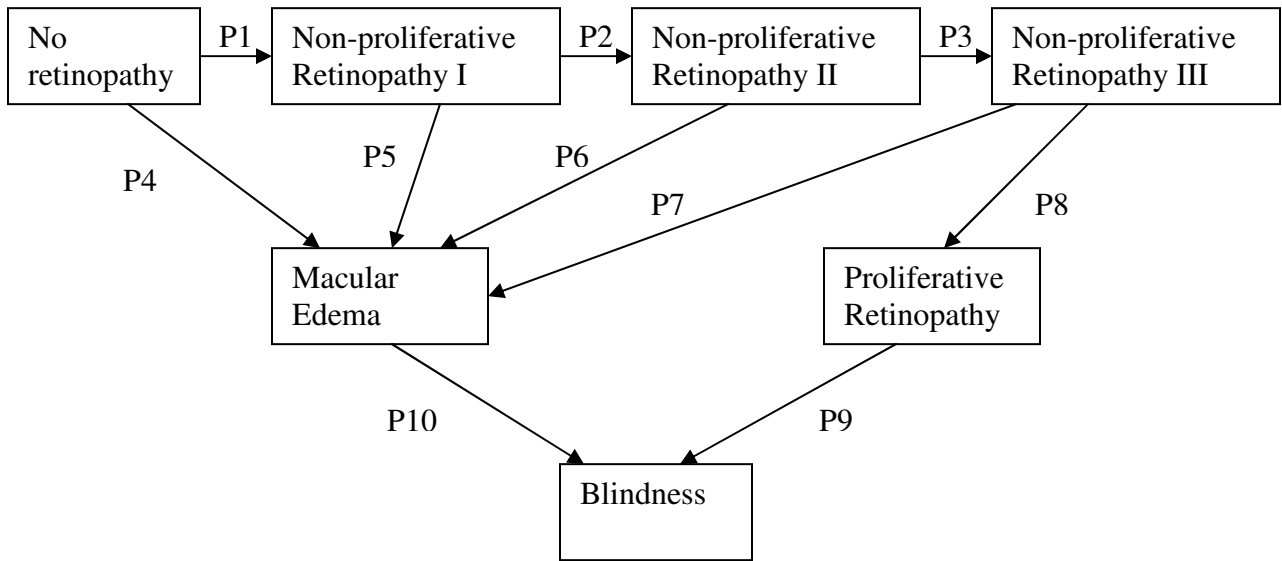 No
retinopathy
P1
Non-proliferative
Retinopathy I
P2
Non-proliferative
Retinopathy II
P3
Non-proliferative
Retinopathy III
P4
P5
P6
P7
P8
Macular
Edema
Proliferative
Retinopathy
P10
P9
Blindness